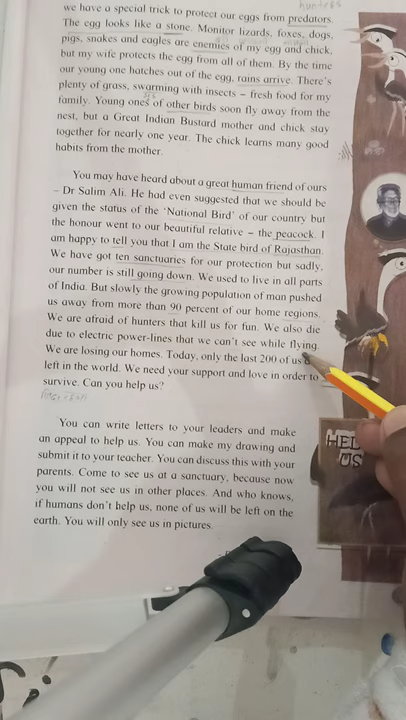 hunters
we have a special trick to protect our eggs from predators.
The egg looks like a stone. Monitor lizards, foxes, dogs,
pigs, snakes and eagles are enemies of my egg and chick,
but my wife protects the egg from all of them. By the time
our young one hatches out of the egg, rains arrive. There's
plenty of grass, swarming with insects – fresh food for my
family. Young ones of other birds soon fly away from the
nest, but a Great Indian Bustard mother and chick stay
together for nearly one year. The chick learns many good
habits from the mother.
You may have heard about a great human friend of ours
– Dr Salim Ali. He had even suggested that we should be
given the status of the 'National Bird' of our country but
the honour went to our beautiful relative – the peacock. I
am happy to tell you that I am the State bird of Rajasthan.
We have got ten sanctuaries for our protection but sadly,
our number is still going down. We used to live in all parts
of India. But slowly the growing population of man pushed
us away from more than 90 percent of our home regions.
We are afraid of hunters that kill us for fun. We also die
due to electric power-lines that we can't see while flying.
We are losing our homes. Today, only the last 200 of us
left in the world. We need your support and love in order to
survive. Can you help us?
You can write letters to your leaders and make
an appeal to help us. You can make my drawing and
submit it to your teacher. You can discuss this with your
parents. Come to see us at a sanctuary, because now
you will not see us in other places. And who knows,
if humans don't help us, none of us will be left on the
earth. You will only see us in pictures.
HEL
US